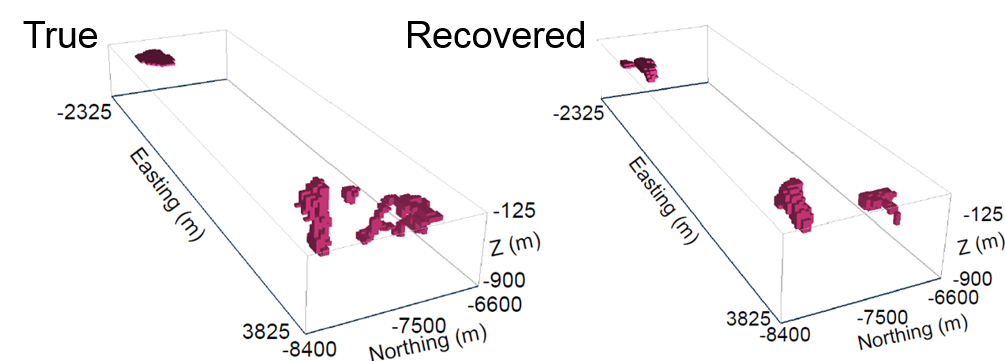 True
-2325
Easting (m)
3825
-8400
-7500
Northing (m)
-6600
-900
Z (m)
-125
Recovered
-2325
Easting (m)
3825
-8400
-7500
Northing (m)
-6600
-900
Z (m)
-125